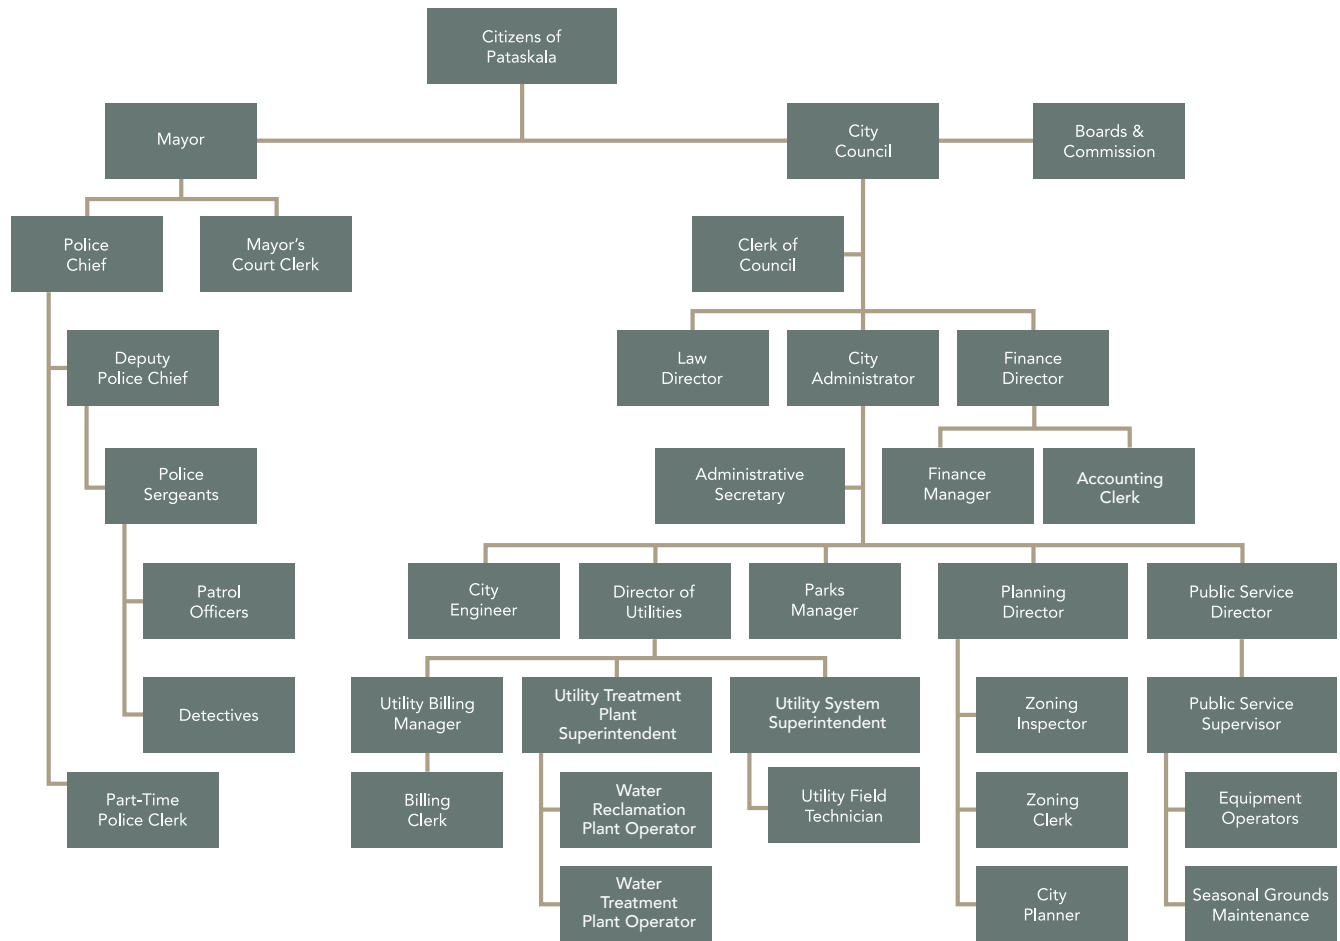 Citizens of
Pataskala
Mayor
City
Council
Boards &
Commission
Police
Chief
Mayor's
Court Clerk
Clerk of
Council
Deputy
Police Chief
Law
Director
City
Administrator
Finance
Director
Police
Sergeants
Administrative
Secretary
Finance
Manager
Accounting
Clerk
Patrol
Officers
City
Engineer
Director of
Utilities
Parks
Manager
Planning
Director
Public Service
Director
Detectives
Utility Billing
Manager
Utility Treatment
Plant
Superintendent
Utility System
Superintendent
Zoning
Inspector
Public Service
Supervisor
Part-Time
Police Clerk
Billing
Clerk
Water
Reclamation
Plant Operator
Utility Field
Technician
Zoning
Clerk
Equipment
Operators
Water
Treatment
Plant Operator
City
Planner
Seasonal Grounds
Maintenance